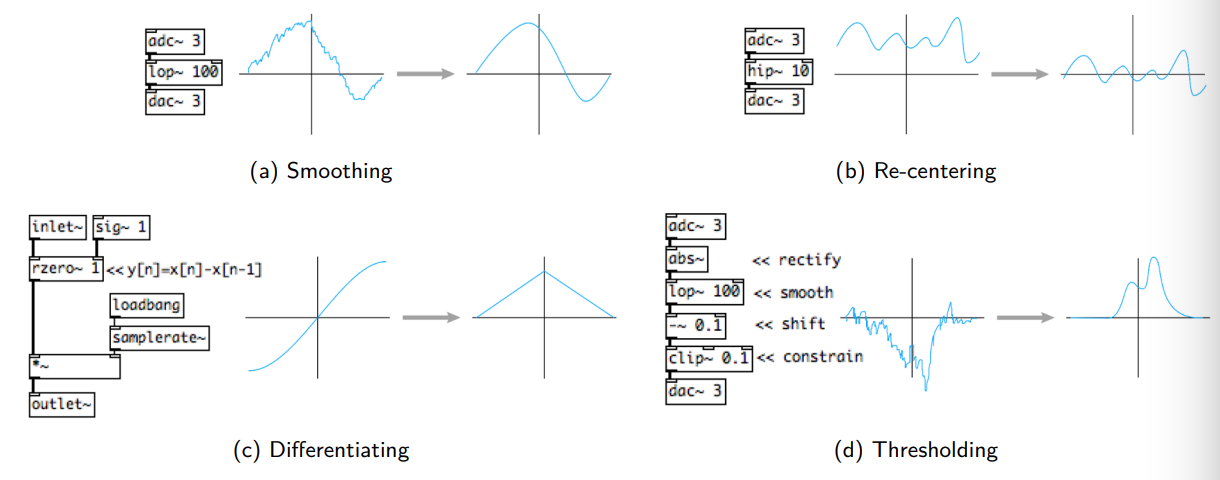 adc~ 3
lop~ 100
dac~ 3
(a) Smoothing
adc~ 3
hip~ 10
dac~ 3
(b) Re-centering
inlet~ sig~ 1
rzero~ 1 <<y[n]=x[n]-x[n-1]
loadbang
samplerate~
*~
outlet~
(c) Differentiating
adc~ 3
abs~ << rectify
lop~ 100 << smooth
-~ 0.1 << shift
clip~ 0.1 << constrain
dac~ 3
(d) Thresholding